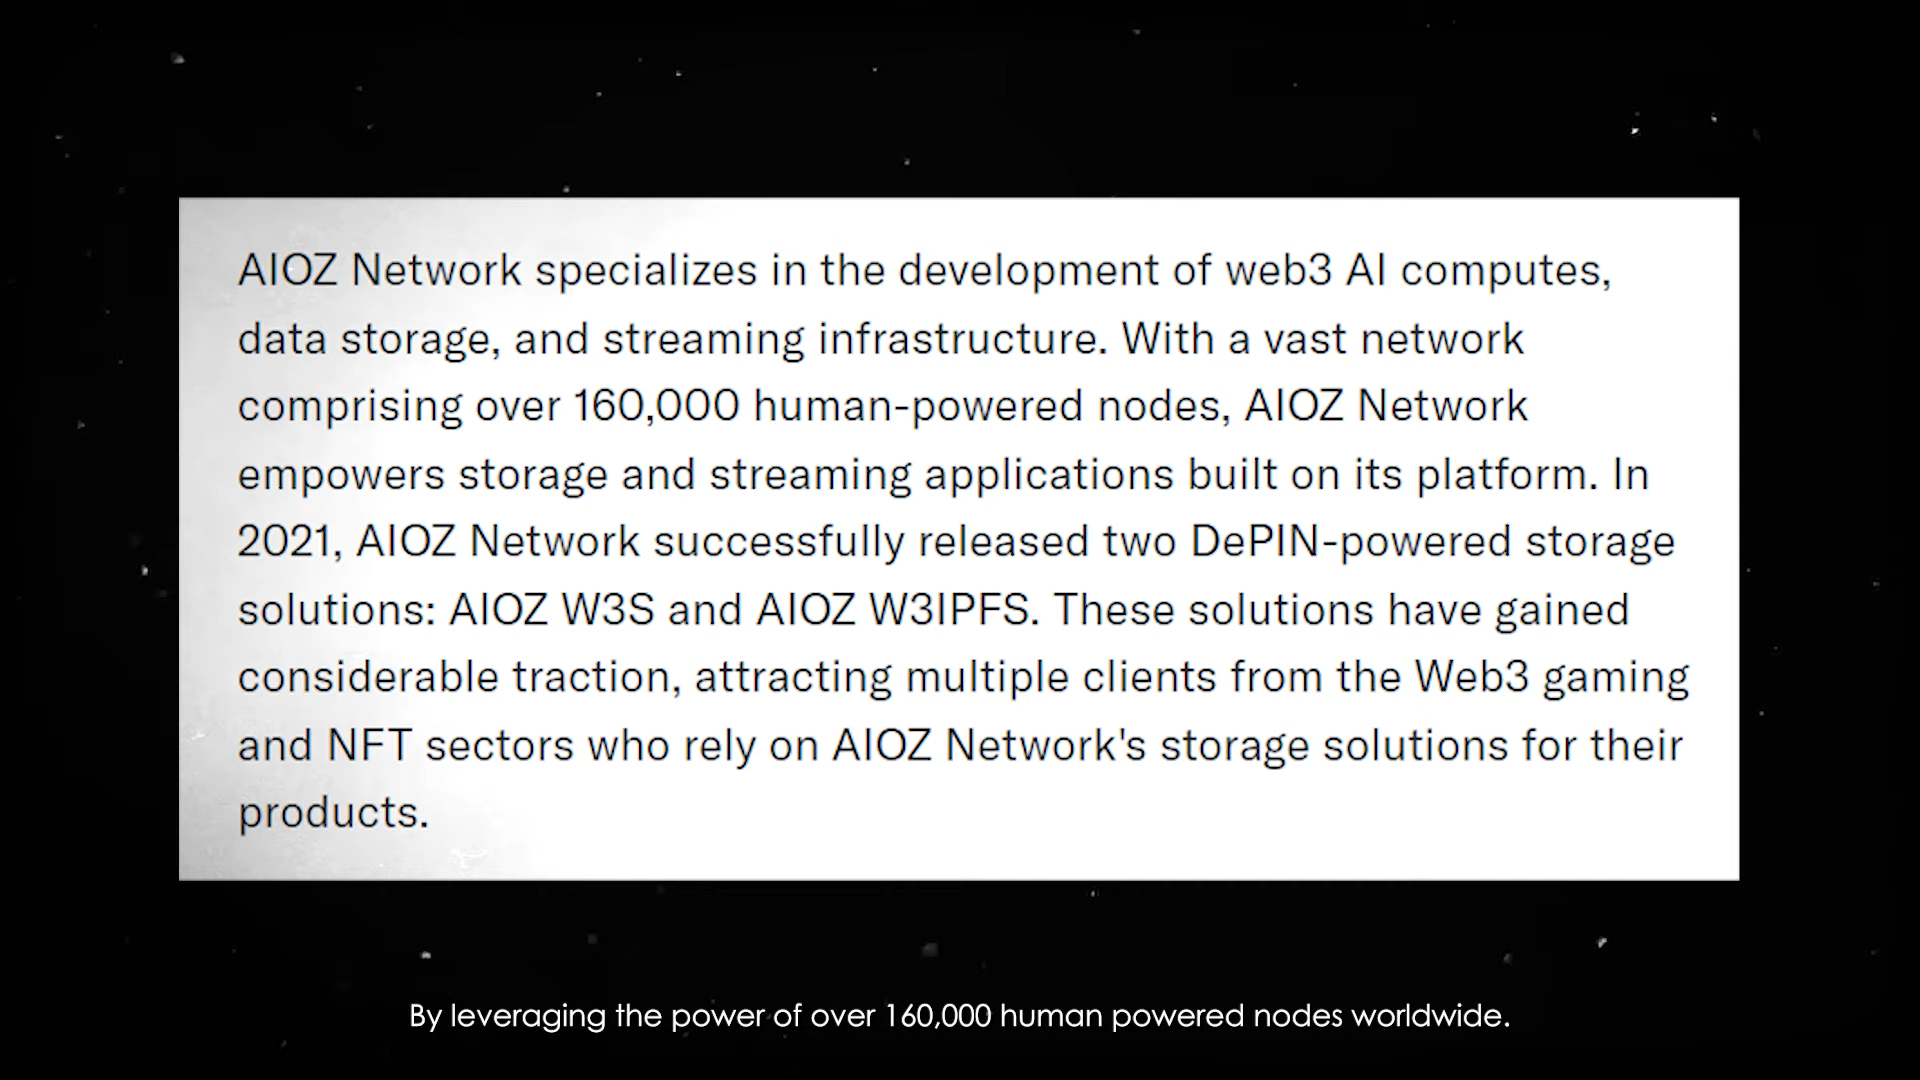 AIOZ Network specializes in the development of web3 AI computes,
data storage, and streaming infrastructure. With a vast network
comprising over 160,000 human-powered nodes, AIOZ Network
empowers storage and streaming applications built on its platform. In
2021, AIOZ Network successfully released two DePIN-powered storage
solutions: AIOZ W3S and AIOZ W3IPFS. These solutions have gained
considerable traction, attracting multiple clients from the Web3 gaming
and NFT sectors who rely on AIOZ Network's storage solutions for their
products.
By leveraging the power of over 160,000 human powered nodes worldwide.